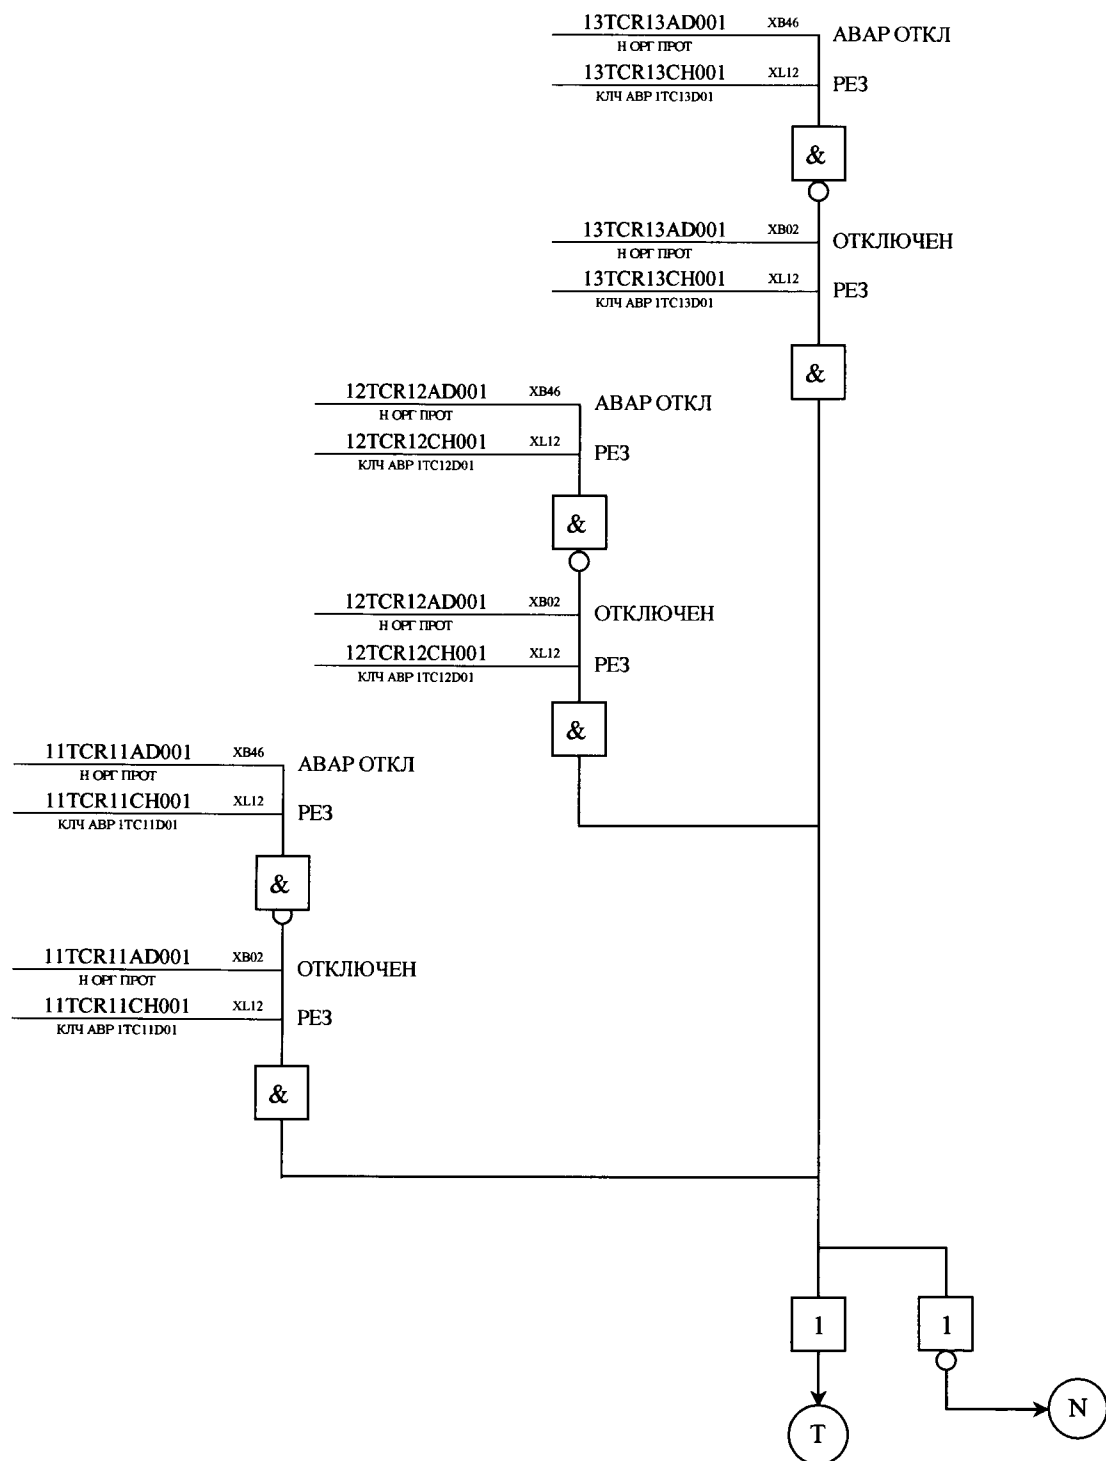 13TCR13AD001 XB46 АВАР ОТКЛ
Н ОРГ ПРОТ
13TCR13CH001 XL12 РЕЗ
КЛЧ АВР 1TC13D01
&
13TCR13AD001 XB02 ОТКЛЮЧЕН
Н ОРГ ПРОТ
13TCR13CH001 XL12 РЕЗ
КЛЧ АВР 1TC13D01
&
12TCR12AD001 XB46 АВАР ОТКЛ
Н ОРГ ПРОТ
12TCR12CH001 XL12 РЕЗ
КЛЧ АВР 1TC12D01
&
12TCR12AD001 XB02 ОТКЛЮЧЕН
Н ОРГ ПРОТ
12TCR12CH001 XL12 РЕЗ
КЛЧ АВР 1TC12D01
&
11TCR11AD001 XB46 АВАР ОТКЛ
Н ОРГ ПРОТ
11TCR11CH001 XL12 РЕЗ
КЛЧ АВР 1TC11D01
&
11TCR11AD001 XB02 ОТКЛЮЧЕН
Н ОРГ ПРОТ
11TCR11CH001 XL12 РЕЗ
КЛЧ АВР 1TC11D01
&
1 1
N
T